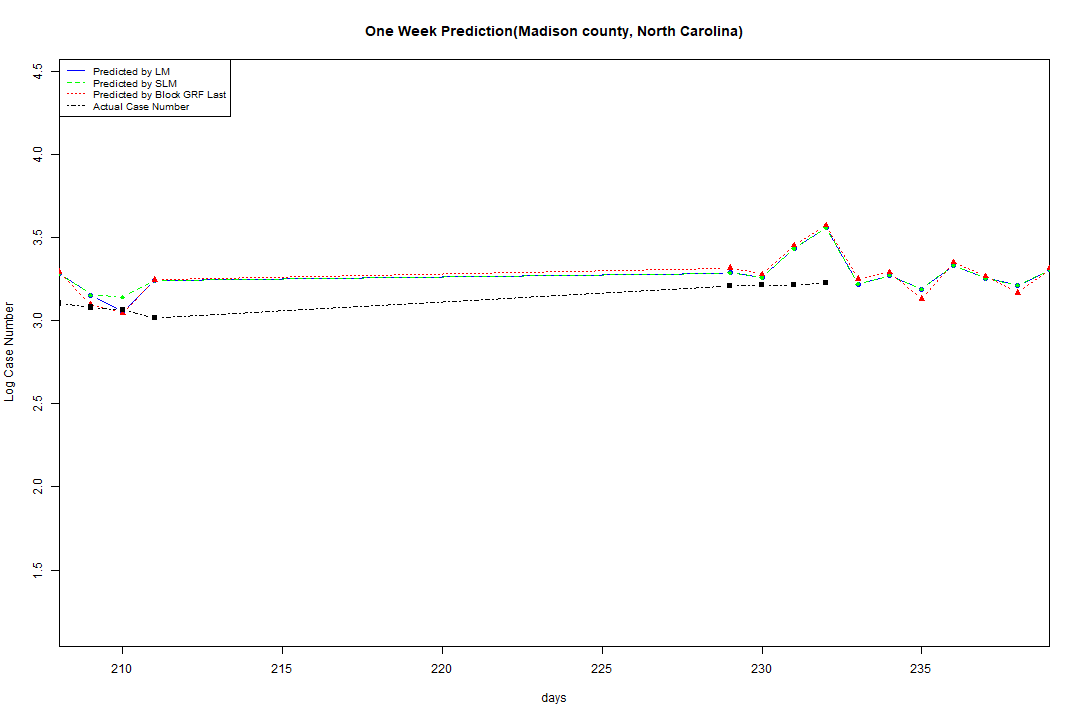 One Week Prediction(Madison county, North Carolina)
Predicted by LM
Predicted by SLM
Predicted by Block GRF Last
Actual Case Number
Log Case Number
4.5
4.0
3.5
3.0
2.5
2.0
1.5
210 215 220 225 230 235
days